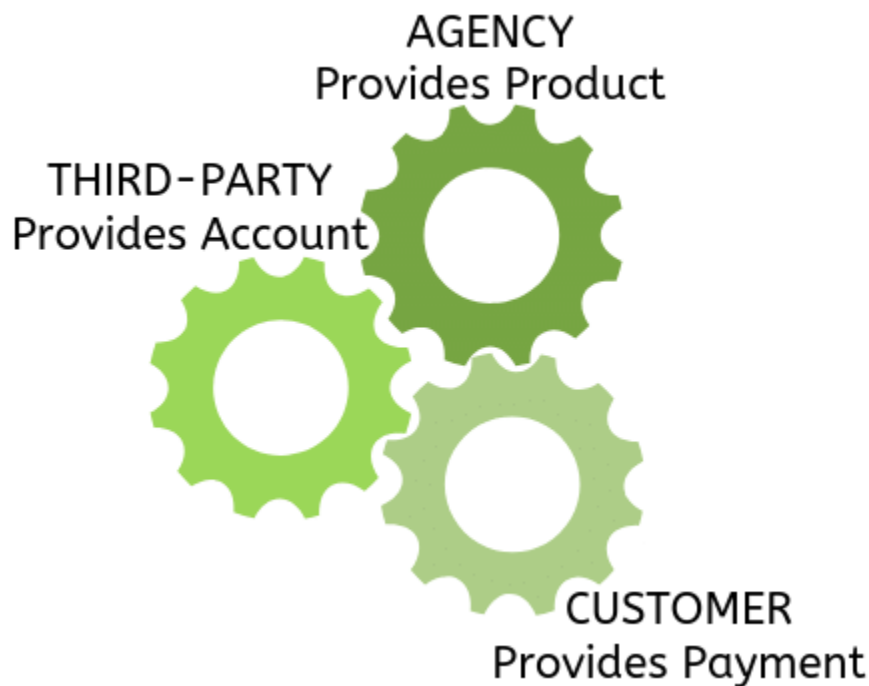 AGENCY
Provides Product
THIRD-PARTY
Provides Account
CUSTOMER
Provides Payment